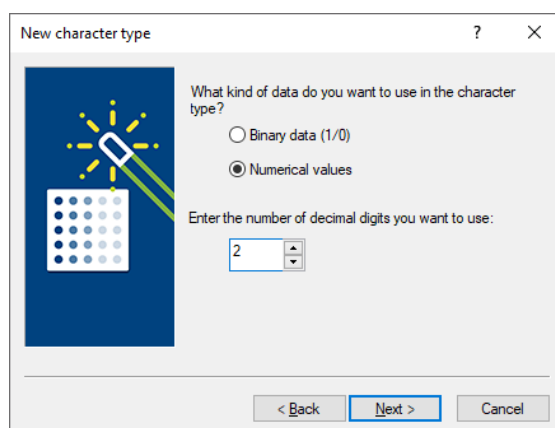 New character type
?
What kind of data do you want to use in the character
type?
Binary data (1/0)
Numerical values
Enter the number of decimal digits you want to use:
2
< Back
Next >
Cancel